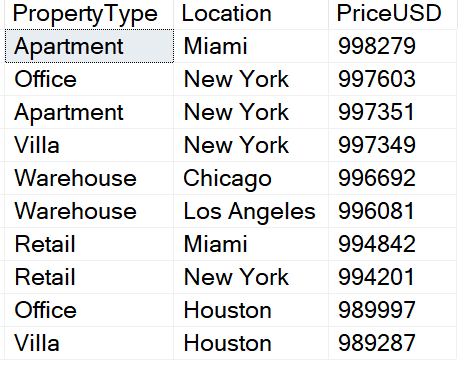 PropertyType Location PriceUSD
Apartment Miami 998279
Office New York 997603
Apartment New York 997351
Villa New York 997349
Warehouse Chicago 996692
Warehouse Los Angeles 996081
Retail Miami 994842
Retail New York 994201
Office Houston 989997
Villa Houston 989287